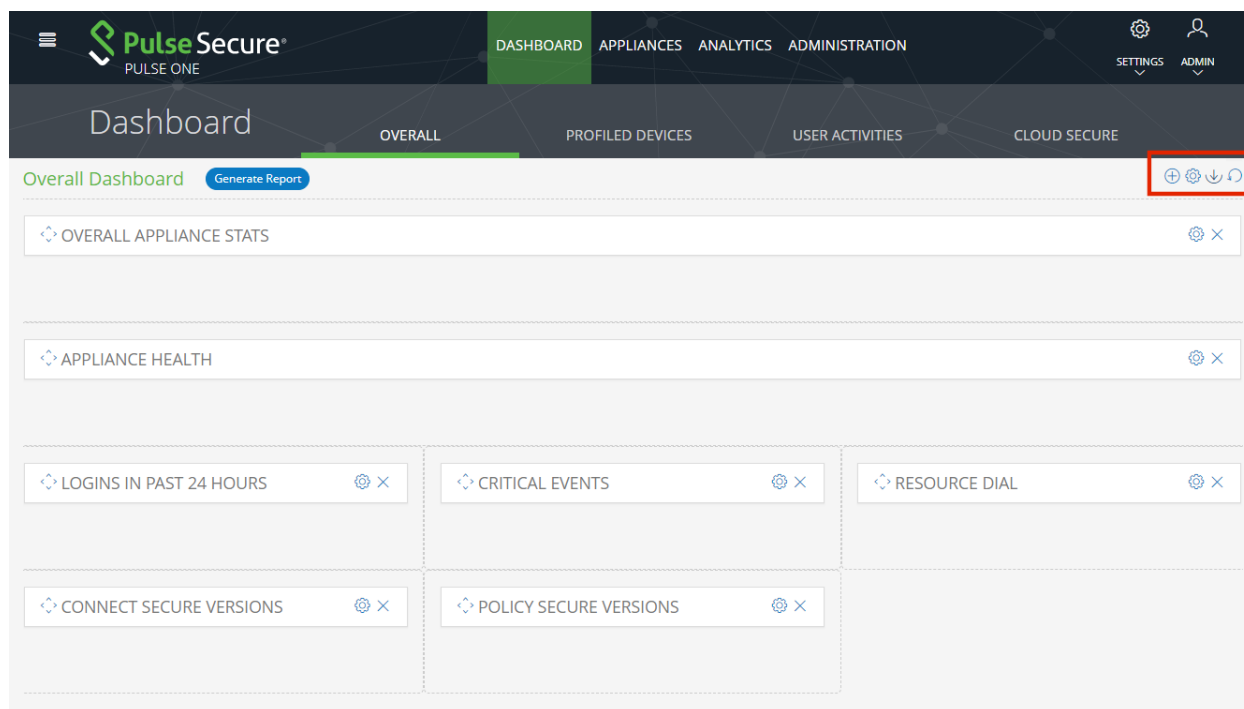 Pulse Secure®
PULSE ONE
DASHBOARD APPLIANCES ANALYTICS ADMINISTRATION
SETTINGS ADMIN
Dashboard
OVERALL PROFILED DEVICES USER ACTIVITIES CLOUD SECURE
Overall Dashboard Generate Report
OVERALL APPLIANCE STATS
APPLIANCE HEALTH
LOGINS IN PAST 24 HOURS CRITICAL EVENTS RESOURCE DIAL
CONNECT SECURE VERSIONS POLICY SECURE VERSIONS